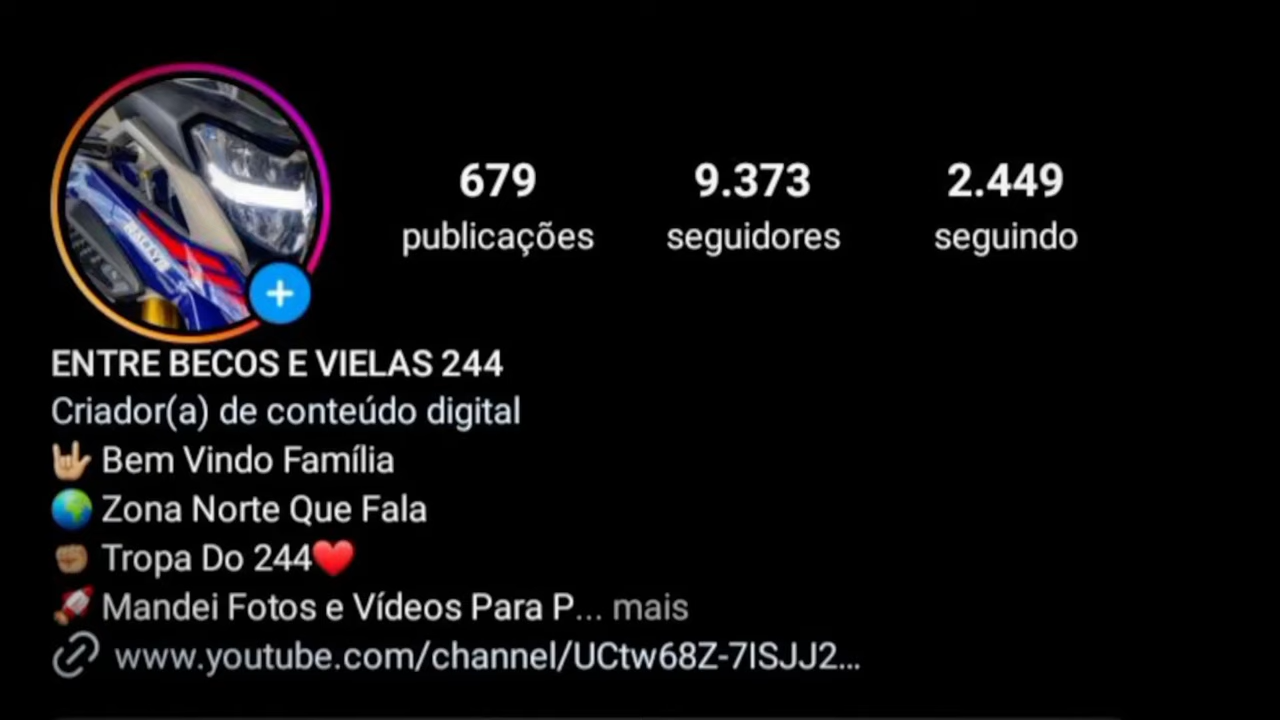 RALLYE
679 9.373 2.449
publicações seguidores seguindo
ENTRE BECOS E VIELAS 244
Criador(a) de conteúdo digital
🤟🏼 Bem Vindo Família
🌍 Zona Norte Que Fala
✊🏽 Tropa Do 244❤️
🚀 Mandei Fotos e Vídeos Para P... mais
www.youtube.com/channel/UCtw68Z-7ISJJ2...